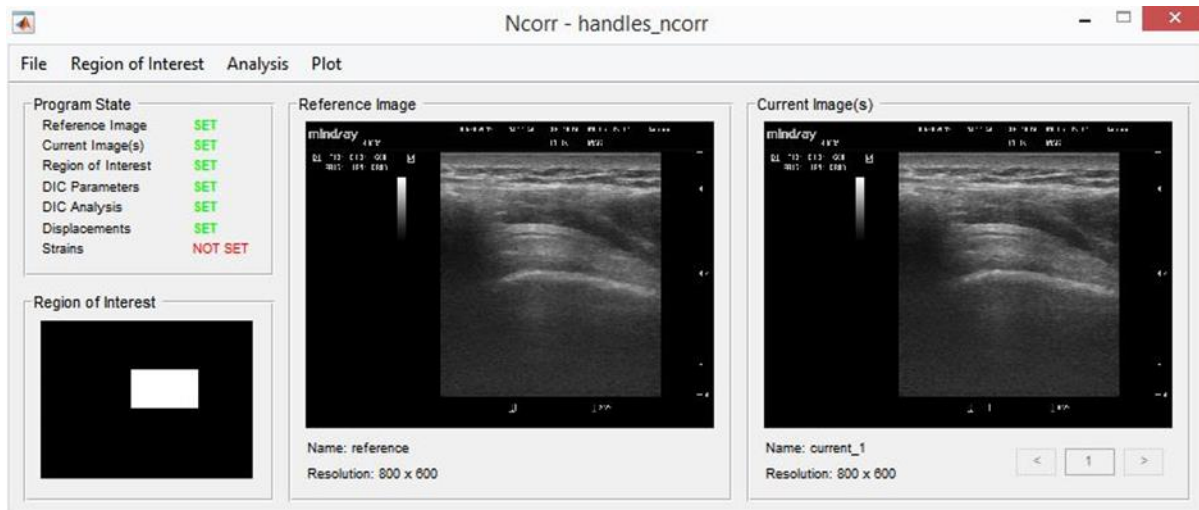 Ncorr - handles_ncorr
File Region of Interest Analysis Plot
Program State
Reference Image SET
Current Image(s) SET
Region of Interest SET
DIC Parameters SET
DIC Analysis SET
Displacements SET
Strains NOT SET
Region of Interest
Reference Image
mindray
Name: reference
Resolution: 800 x 600
Current Image(s)
mindray
Name: current_1
Resolution: 800 x 600
< 1 >